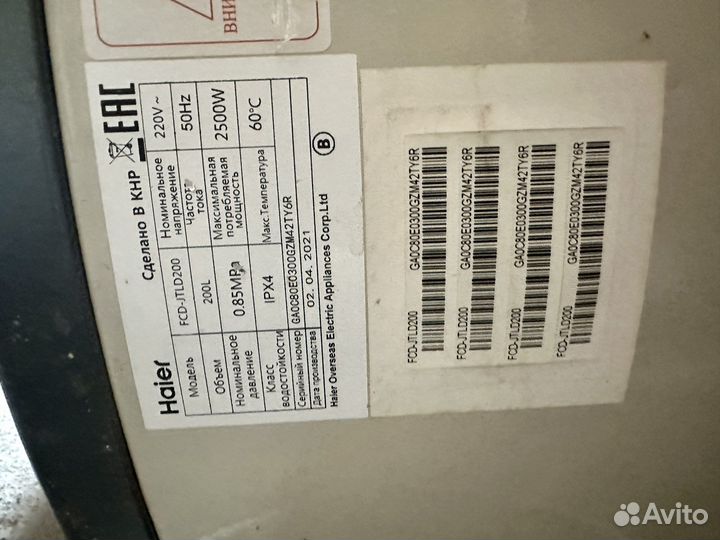 Haier
Сделано в КНР
EAC
Модель FCD-JTLD200 Номинальное напряжение 220V~
Объем 200L Частота тока 50Hz
Номинальное давление 0.85MPa Максимальная потребляемая мощность 2500W
Класс водостойкости IPX4 Макс.Температура 60°C
Серийный номер GA0C80E0300GZM42TY6R
Дата производства 02. 04. 2021
B
Haier Overseas Electric Appliances Corp.Ltd
FCD-JTLD200 GA0C80E0300GZM42TY6R
FCD-JTLD200 GA0C80E0300GZM42TY6R
FCD-JTLD200 GA0C80E0300GZM42TY6R
FCD-JTLD200 GA0C80E0300GZM42TY6R
Avito